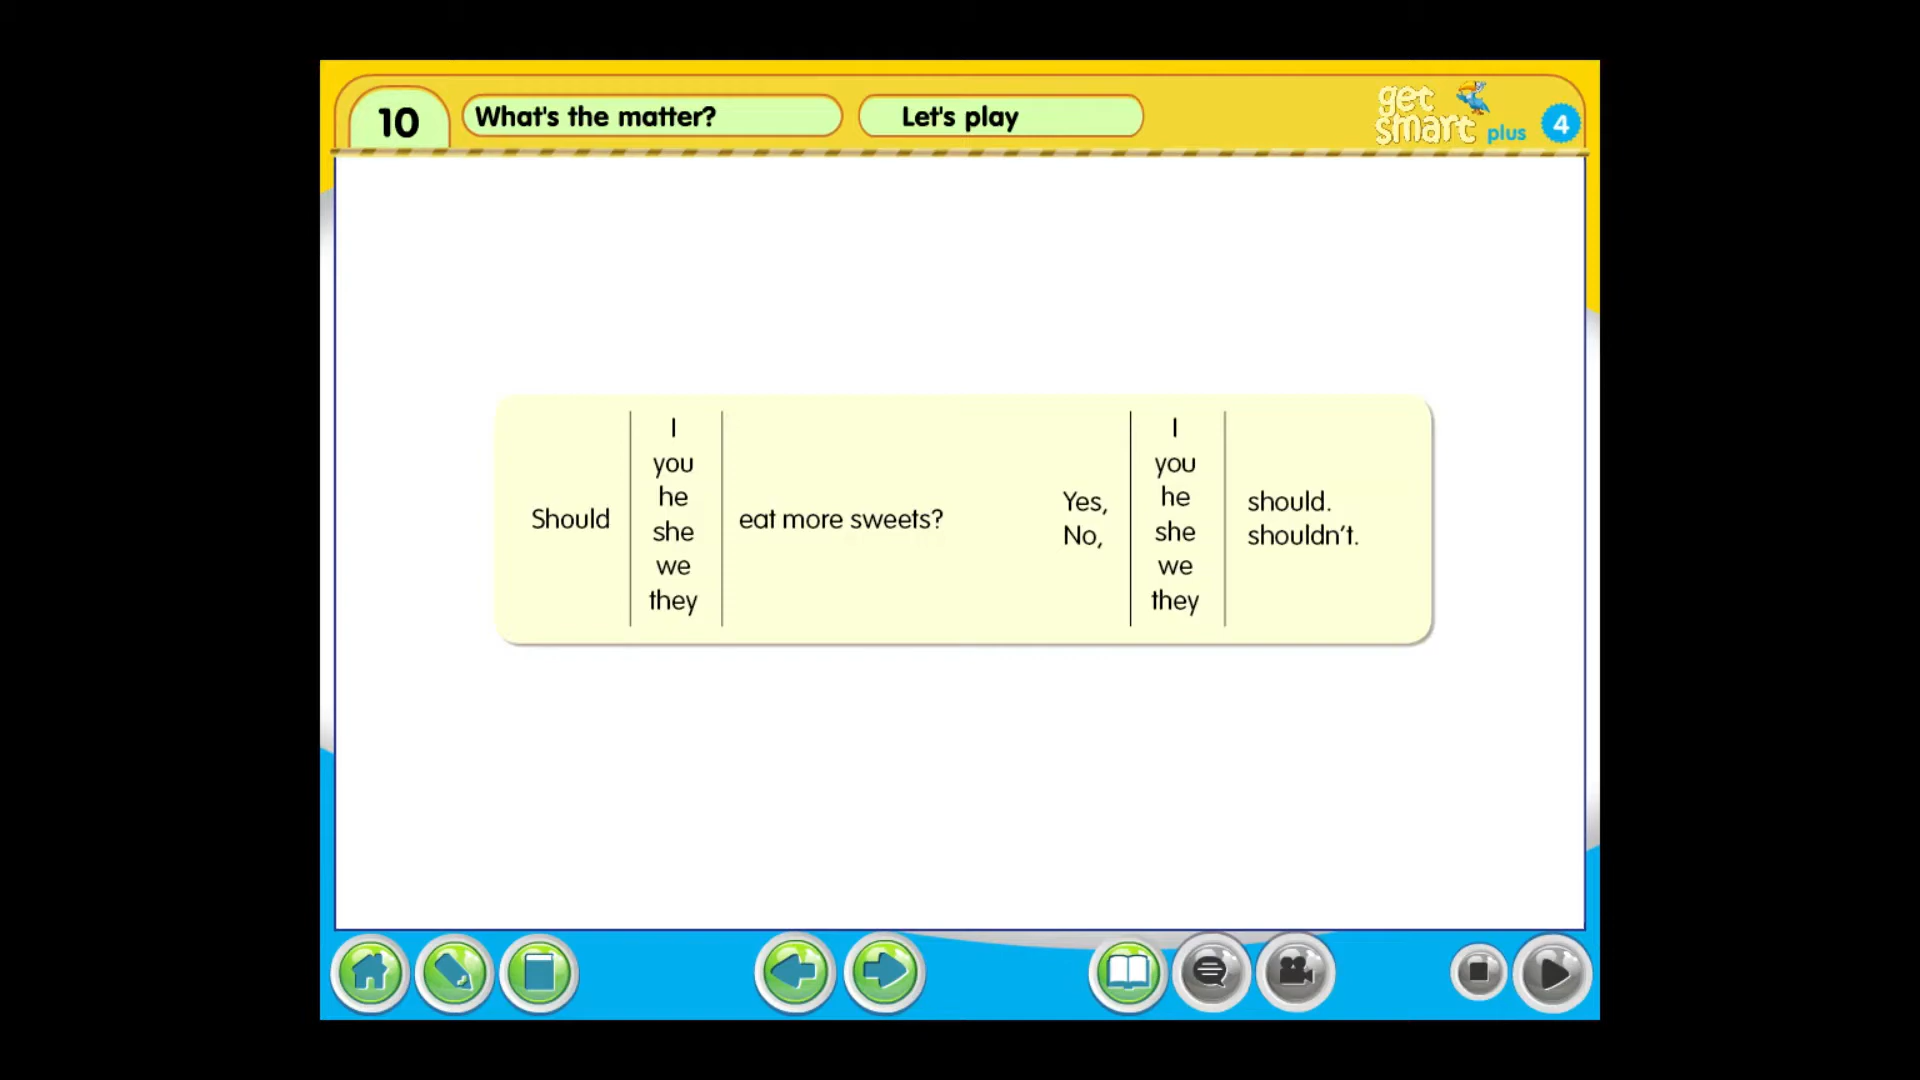 10 What's the matter? Let's play
get smart plus 4
Should
I
you
he
she
we
they
eat more sweets?
Yes,
No,
I
you
he
she
we
they
should.
shouldn't.